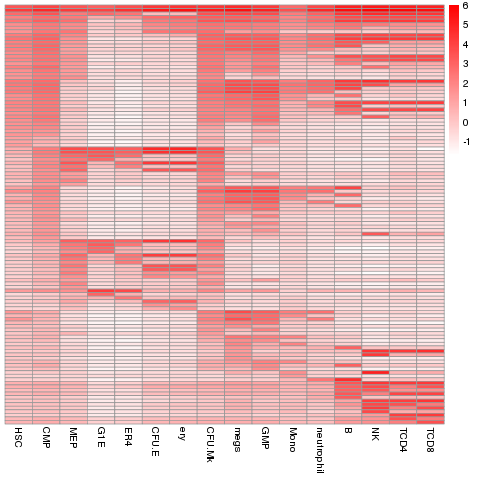 6
5
4
3
2
1
0
-1
HSC
CMP
MEP
G1E
ER4
CFU.E
ery
CFU.Mk
megs
GMP
Mono
neutrophil
B
NK
TCD4
TCD8